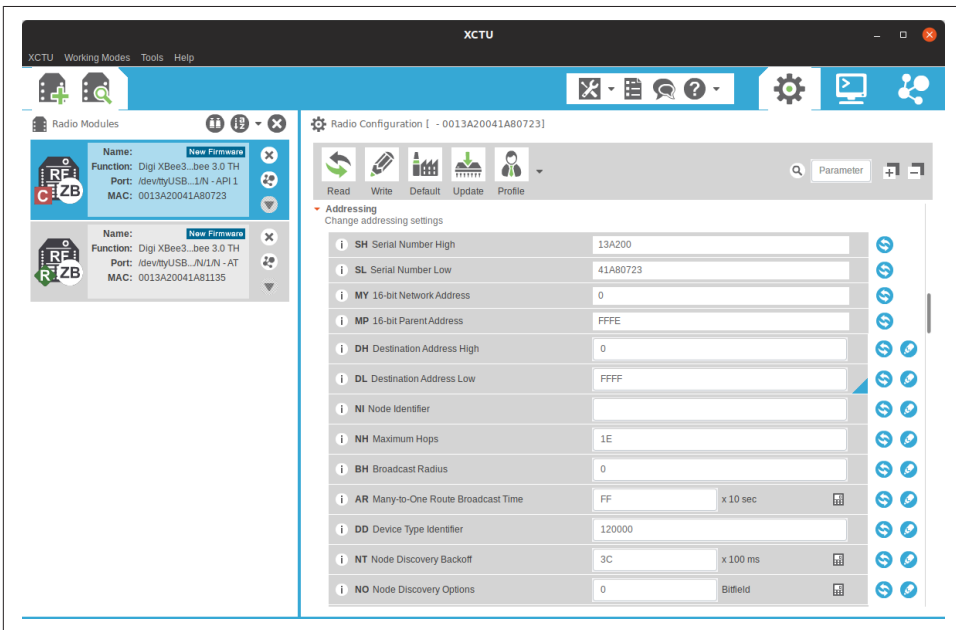 XCTU
XCTU Working Modes Tools Help
Radio Modules
Name: New Firmware
Function: Digi XBee3...bee 3.0 TH
Port: /dev/ttyUSB...1/N - API 1
MAC: 0013A20041A80723
RF
C ZB
Name: New Firmware
Function: Digi XBee3...bee 3.0 TH
Port: /dev/ttyUSB.../N/1/N - AT
MAC: 0013A20041A81135
RF
R ZB
Radio Configuration [ - 0013A20041A80723]
Read Write Default Update Profile
Parameter
Addressing
Change addressing settings
i SH Serial Number High 13A200
i SL Serial Number Low 41A80723
i MY 16-bit Network Address 0
i MP 16-bit Parent Address FFFE
i DH Destination Address High 0
i DL Destination Address Low FFFF
i NI Node Identifier
i NH Maximum Hops 1E
i BH Broadcast Radius 0
i AR Many-to-One Route Broadcast Time FF x 10 sec
i DD Device Type Identifier 120000
i NT Node Discovery Backoff 3C x 100 ms
i NO Node Discovery Options 0 Bitfield